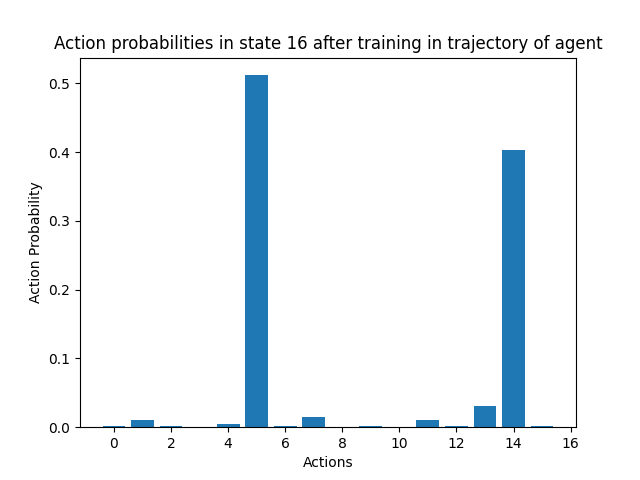 Action probabilities in state 16 after training in trajectory of agent
Action Probability
0.5
0.4
0.3
0.2
0.1
0.0
0 2 4 6 8 10 12 14 16
Actions